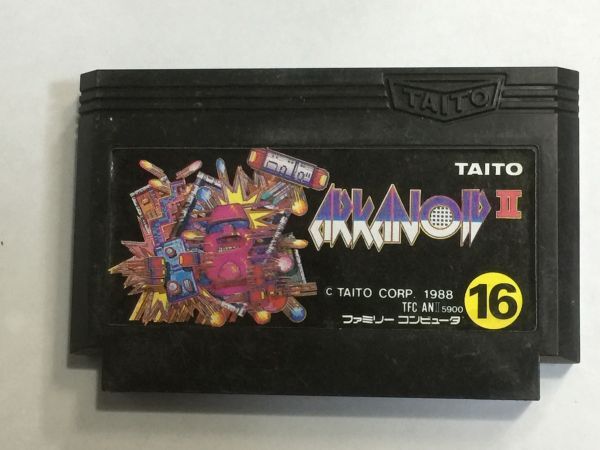 TAITO
TAITO
ARKANOID II
© TAITO CORP. 1988
TFC ANII 5900
ファミリー コンピュータ
16